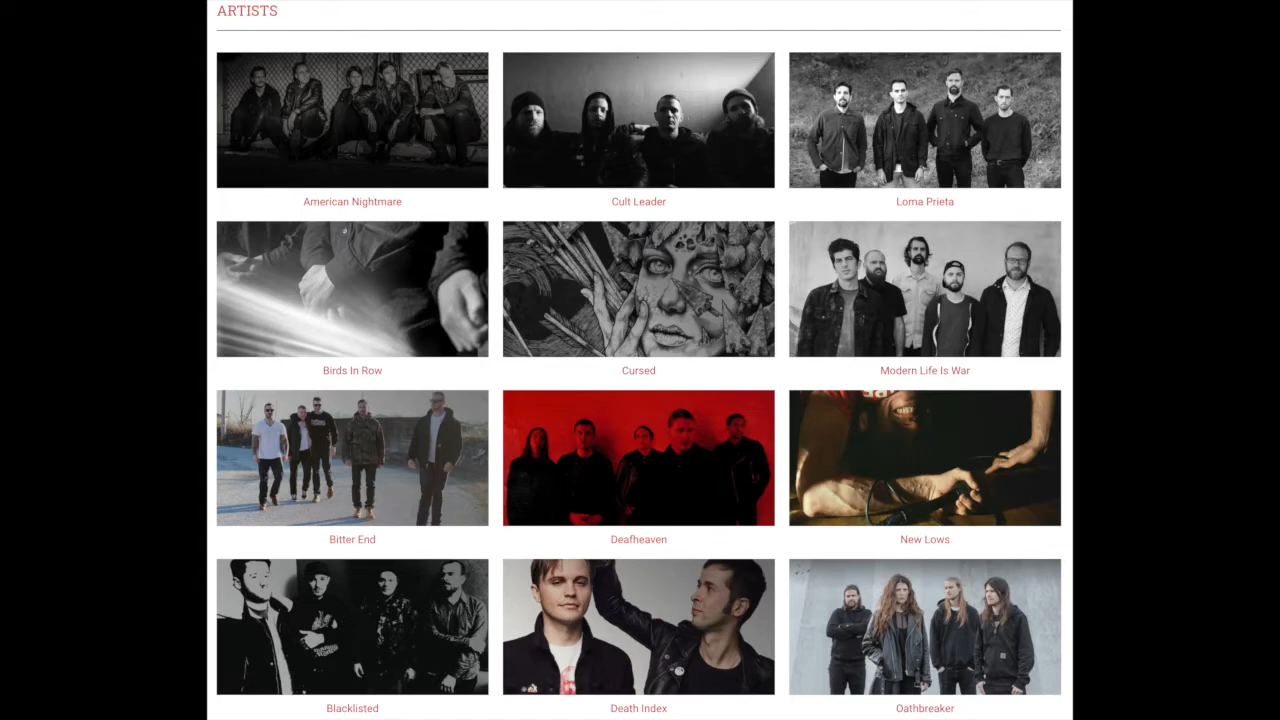 ARTISTS
American Nightmare
Cult Leader
Loma Prieta
Birds In Row
Cursed
Modern Life Is War
Bitter End
Deafheaven
New Lows
Blacklisted
Death Index
Oathbreaker